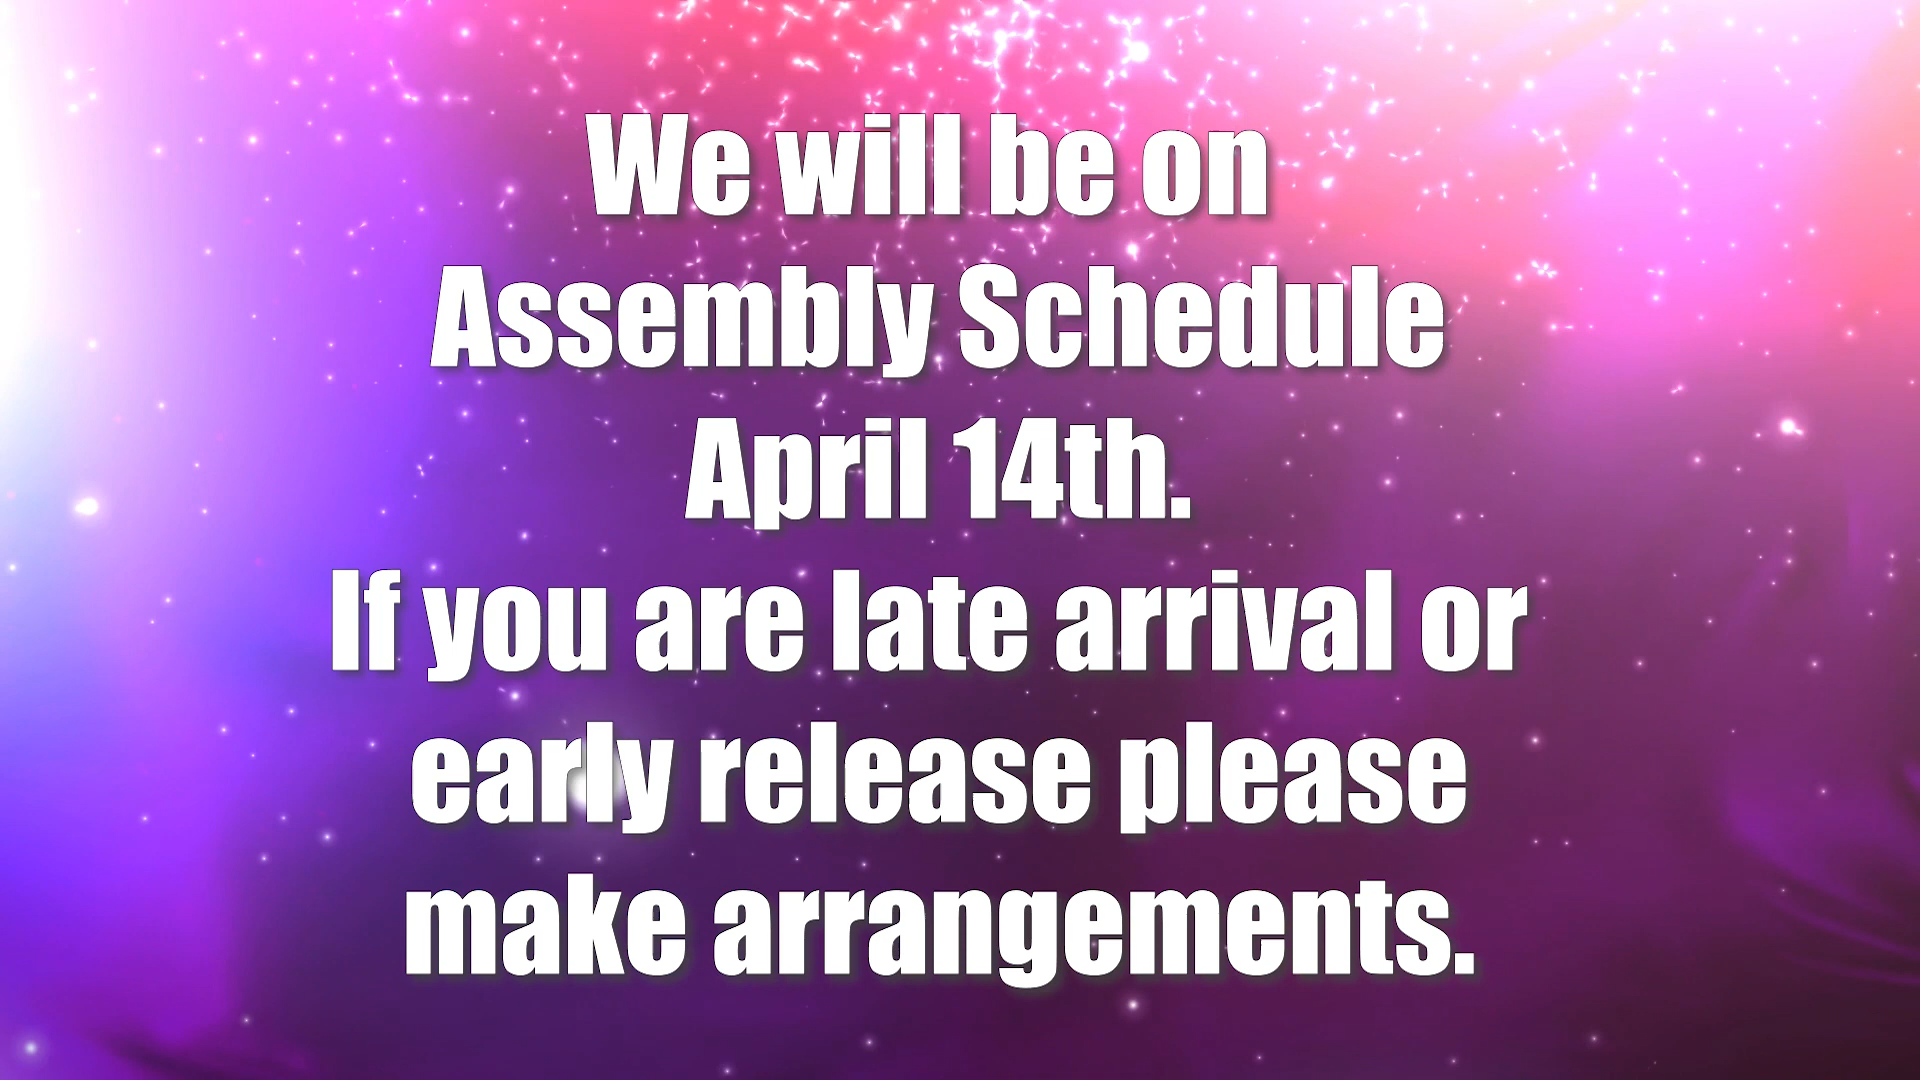 We will be on
Assembly Schedule
April 14th.
If you are late arrival or
early release please
make arrangements.